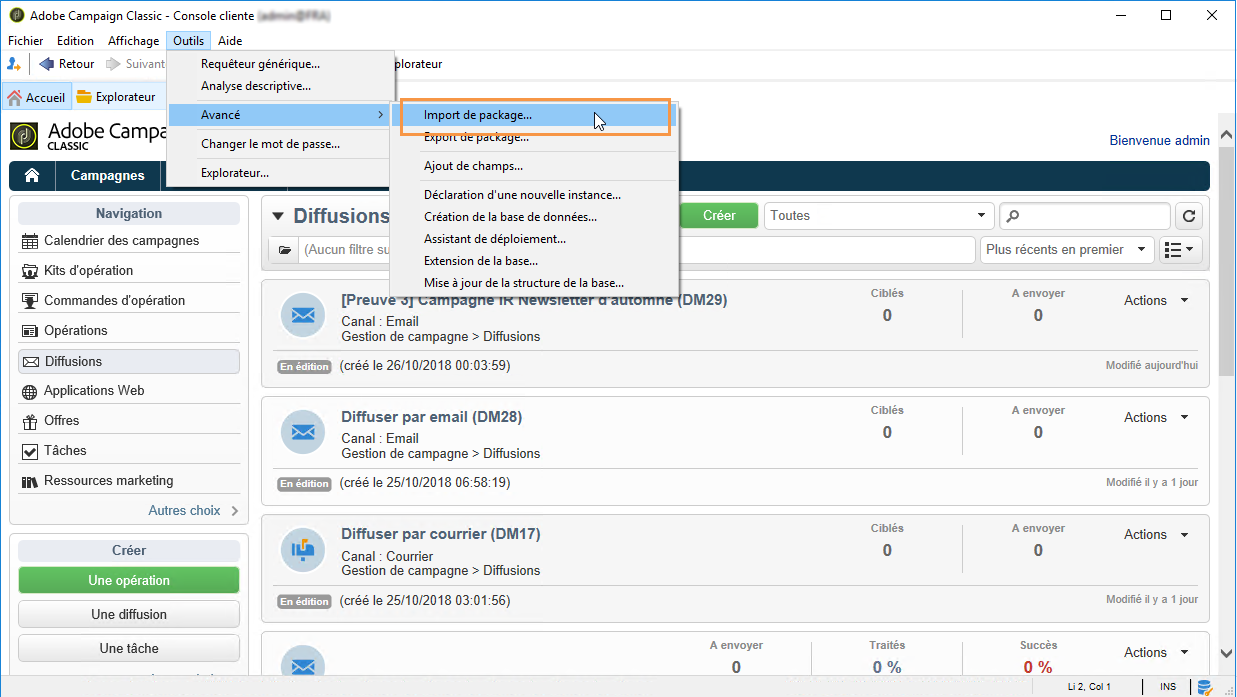 Adobe Campaign Classic - Console cliente
Fichier Edition Affichage Outils Aide
Retour Suivant plorateur
Accueil Explorateur
Requêteur générique...
Analyse descriptive...
Avancé
Changer le mot de passe...
Explorateur...
Import de package...
Export de package...
Ajout de champs...
Déclaration d'une nouvelle instance...
Création de la base de données...
Assistant de déploiement...
Extension de la base...
Mise à jour de la structure de la base...
Adobe Campa
CLASSIC
Bienvenue admin
Campagnes
Navigation
Calendrier des campagnes
Kits d'opération
Commandes d'opération
Opérations
Diffusions
Applications Web
Offres
Tâches
Ressources marketing
Autres choix
Créer
Une opération
Une diffusion
Une tâche
Diffusions
Créer
Toutes
(Aucun filtre su
Plus récents en premier
[Preuve 3] Campagne IR Newsletter d'automne (DM29)
Canal : Email
Gestion de campagne > Diffusions
Ciblés
0
A envoyer
0
Actions
En édition (créé le 26/10/2018 00:03:59)
Modifié aujourd'hui
Diffuser par email (DM28)
Canal : Email
Gestion de campagne > Diffusions
Ciblés
0
A envoyer
0
Actions
En édition (créé le 25/10/2018 06:58:19)
Modifié il y a 1 jour
Diffuser par courrier (DM17)
Canal : Courrier
Gestion de campagne > Diffusions
Ciblés
0
A envoyer
0
Actions
En édition (créé le 25/10/2018 03:01:56)
Modifié il y a 1 jour
A envoyer
0
Traités
0 %
Succès
0 %
Actions
Li 2, Col 1
INS